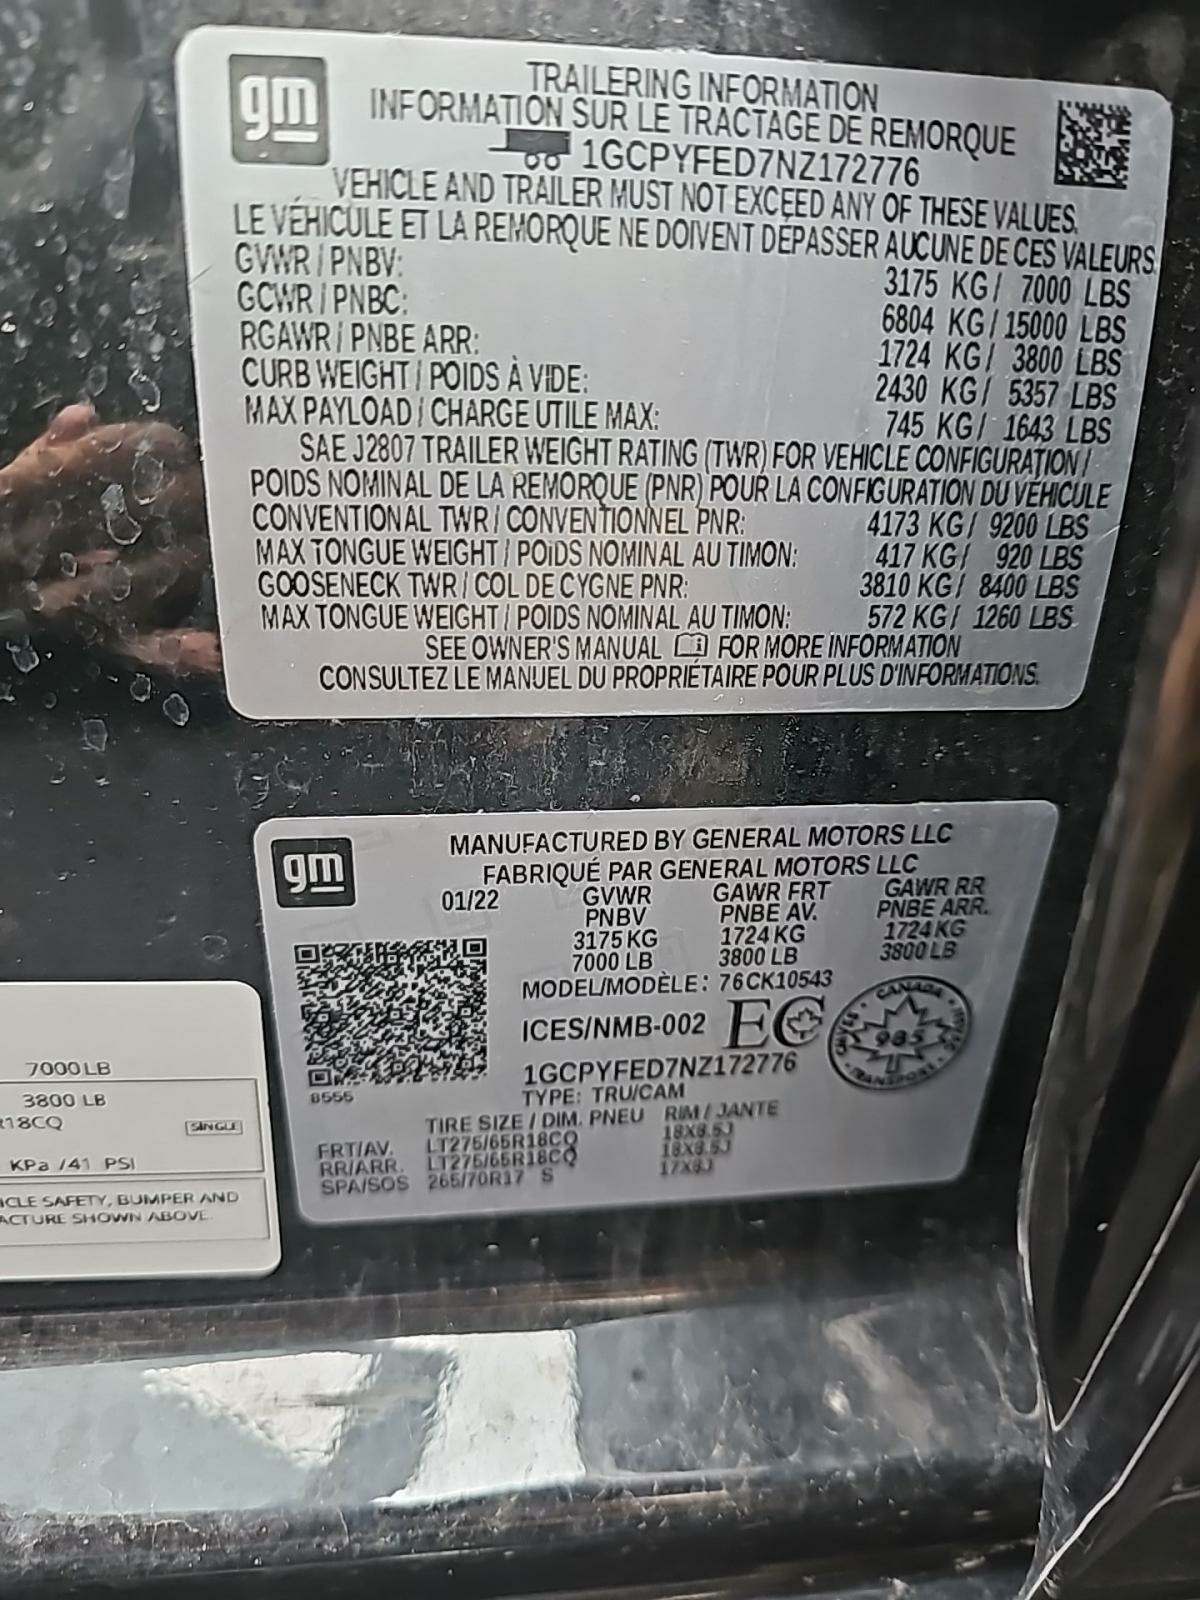 gm
TRAILERING INFORMATION
INFORMATION SUR LE TRACTAGE DE REMORQUE
1GCPYFED7NZ172776
VEHICLE AND TRAILER MUST NOT EXCEED ANY OF THESE VALUES.
LE VÉHICULE ET LA REMORQUE NE DOIVENT DÉPASSER AUCUNE DE CES VALEURS
GVWR / PNBV: 3175 KG / 7000 LBS
GCWR / PNBC: 6804 KG / 15000 LBS
RGAWR / PNBE ARR: 1724 KG / 3800 LBS
CURB WEIGHT / POIDS À VIDE: 2430 KG / 5357 LBS
MAX PAYLOAD / CHARGE UTILE MAX: 745 KG / 1643 LBS
SAE J2807 TRAILER WEIGHT RATING (TWR) FOR VEHICLE CONFIGURATION /
POIDS NOMINAL DE LA REMORQUE (PNR) POUR LA CONFIGURATION DU VÉHICULE
CONVENTIONAL TWR / CONVENTIONNEL PNR: 4173 KG / 9200 LBS
MAX TONGUE WEIGHT / POIDS NOMINAL AU TIMON: 417 KG / 920 LBS
GOOSENECK TWR / COL DE CYGNE PNR: 3810 KG / 8400 LBS
MAX TONGUE WEIGHT / POIDS NOMINAL AU TIMON: 572 KG / 1260 LBS
SEE OWNER'S MANUAL FOR MORE INFORMATION
CONSULTEZ LE MANUEL DU PROPRIÉTAIRE POUR PLUS D'INFORMATIONS.
gm
MANUFACTURED BY GENERAL MOTORS LLC
FABRIQUÉ PAR GENERAL MOTORS LLC
01/22 GVWR GAWR FRT GAWR RR
PNBV PNBE AV. PNBE ARR.
3175 KG 1724 KG 1724 KG
7000 LB 3800 LB 3800 LB
MODEL/MODÈLE: 76CK10543
ICES/NMB-002 EC
CANADA
985
TRANSPORT
1GCPYFED7NZ172776
8555 TYPE: TRU/CAM
TIRE SIZE / DIM. PNEU RIM / JANTE
FRT/AV. LT275/65R18CQ 18X8.5J
RR/ARR. LT275/65R18CQ 18X8.5J
SPA/SOS 265/70R17 S 17X8J
7000 LB
3800 LB
R18CQ SINGLE
KPa /41 PSI
ICLE SAFETY, BUMPER AND
ACTURE SHOWN ABOVE.